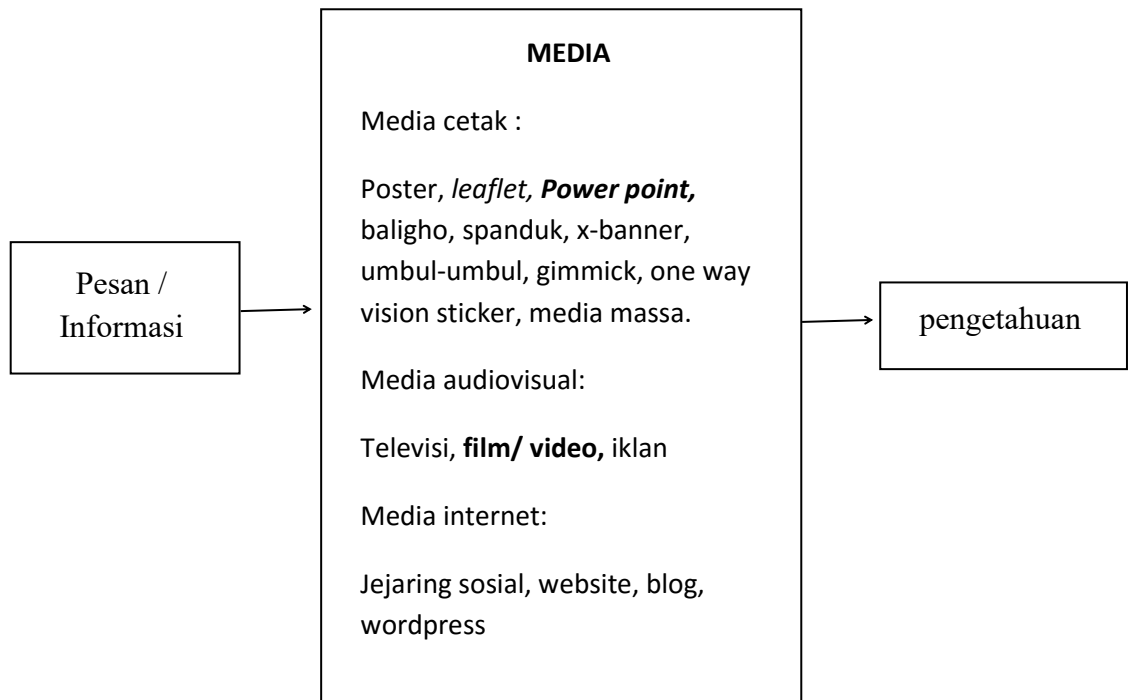 Pesan /
Informasi
MEDIA
Media cetak :
Poster, leaflet, Power point,
baligho, spanduk, x-banner,
umbul-umbul, gimmick, one way
vision sticker, media massa.
Media audiovisual:
Televisi, film/ video, iklan
Media internet:
Jejaring sosial, website, blog,
wordpress
pengetahuan